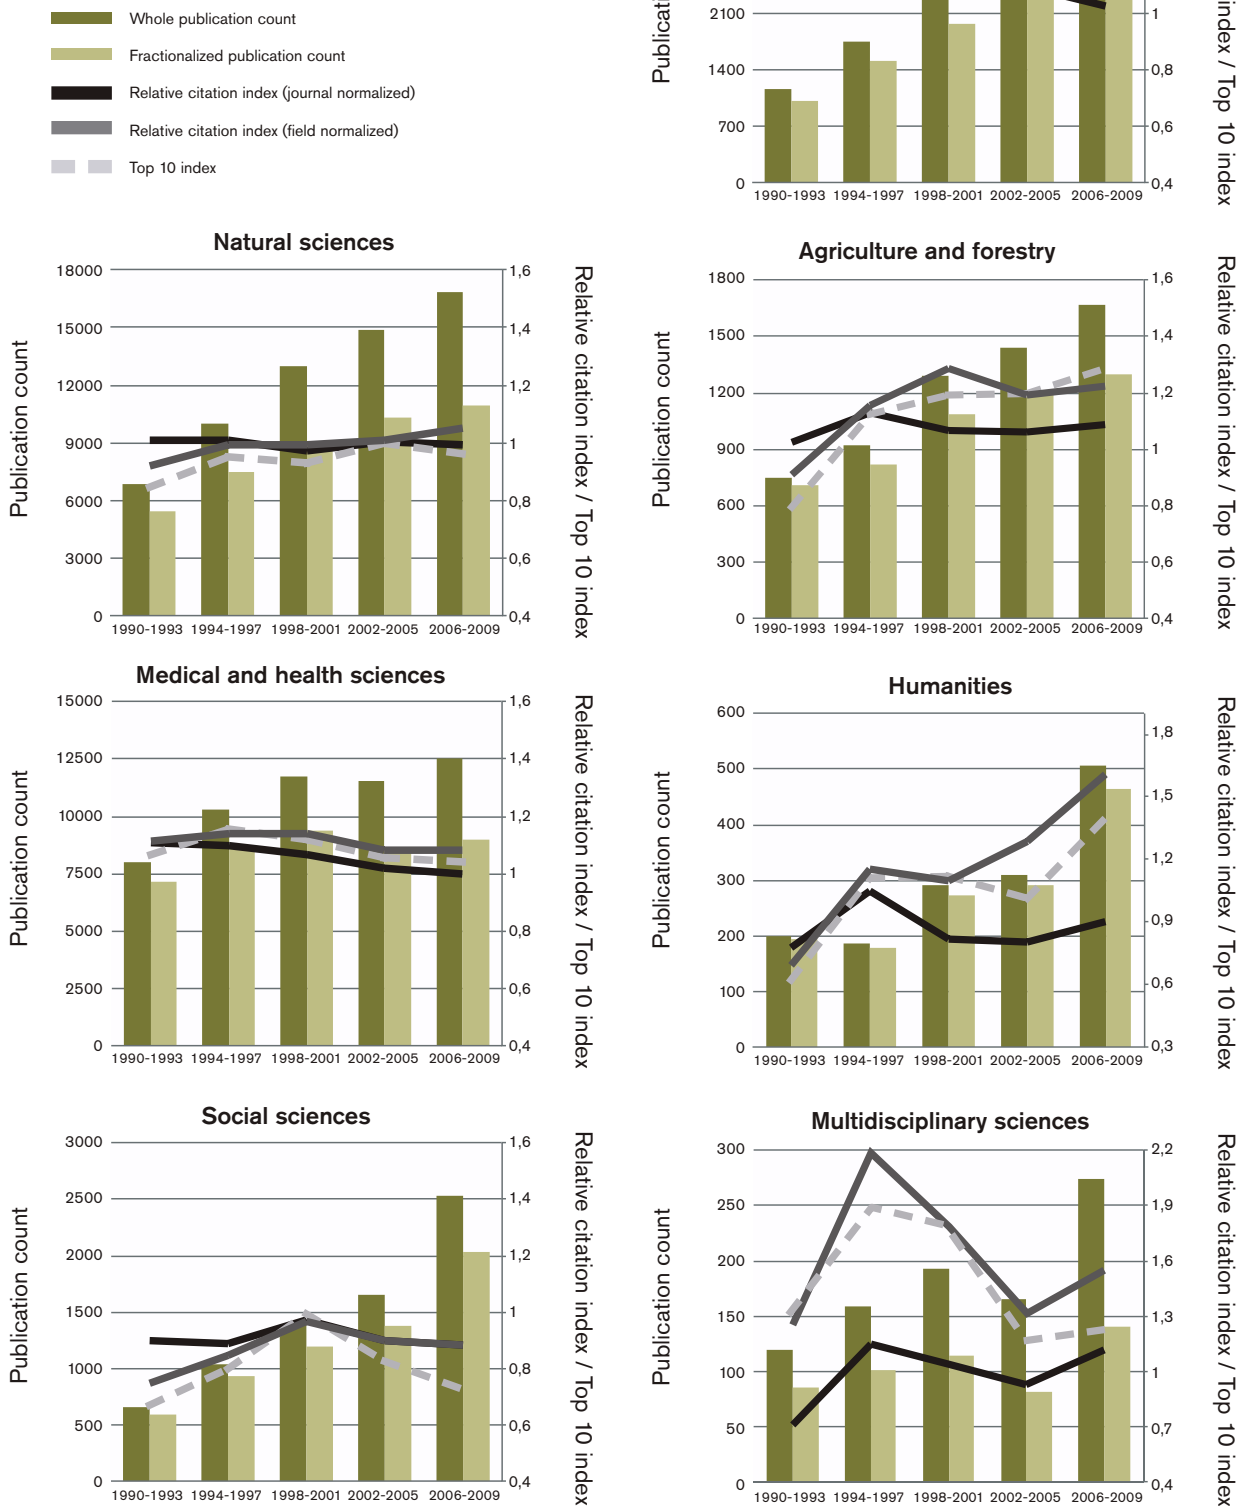 Whole publication count
Fractionalized publication count
Relative citation index (journal normalized)
Relative citation index (field normalized)
Top 10 index
2100
1400
700
0
1
0,8
0,6
0,4
1990-1993 1994-1997 1998-2001 2002-2005 2006-2009
index / Top 10 index
Natural sciences
Publication count
18000
15000
12000
9000
6000
3000
0
1,6
1,4
1,2
1
0,8
0,6
0,4
1990-1993 1994-1997 1998-2001 2002-2005 2006-2009
Relative citation index / Top 10 index
Agriculture and forestry
Publication count
1800
1500
1200
900
600
300
0
1,6
1,4
1,2
1
0,8
0,6
0,4
1990-1993 1994-1997 1998-2001 2002-2005 2006-2009
Relative citation index / Top 10 index
Medical and health sciences
Publication count
15000
12500
10000
7500
5000
2500
0
1,6
1,4
1,2
1
0,8
0,6
0,4
1990-1993 1994-1997 1998-2001 2002-2005 2006-2009
Relative citation index / Top 10 index
Humanities
Publication count
600
500
400
300
200
100
0
1,8
1,5
1,2
0,9
0,6
0,3
1990-1993 1994-1997 1998-2001 2002-2005 2006-2009
Relative citation index / Top 10 index
Social sciences
Publication count
3000
2500
2000
1500
1000
500
0
1,6
1,4
1,2
1
0,8
0,6
0,4
1990-1993 1994-1997 1998-2001 2002-2005 2006-2009
Relative citation index / Top 10 index
Multidisciplinary sciences
Publication count
300
250
200
150
100
50
0
2,2
1,9
1,6
1,3
1
0,7
0,4
1990-1993 1994-1997 1998-2001 2002-2005 2006-2009
Relative citation index / Top 10 index